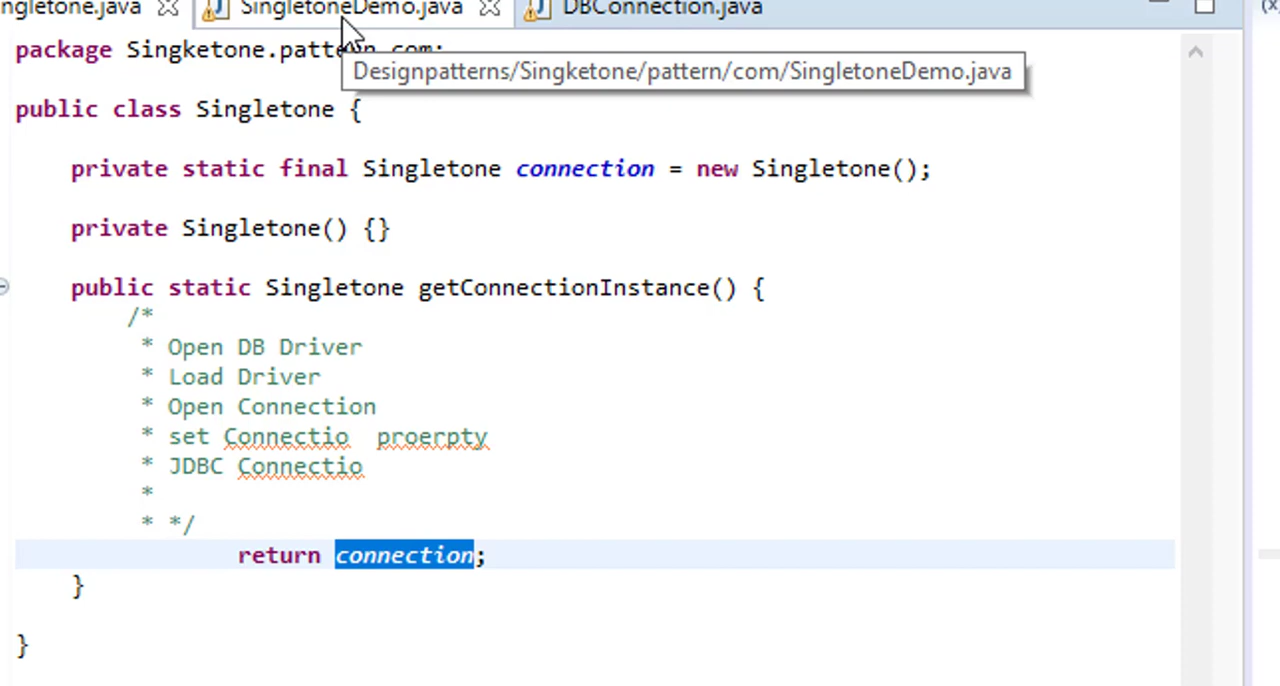 ngletone.java SingletoneDemo.java DBConnection.java
package Singketone.pattern.com;
Designpatterns/Singketone/pattern/com/SingletoneDemo.java
public class Singletone {
private static final Singletone connection = new Singletone();
private Singletone() {}
public static Singletone getConnectionInstance() {
/*
* Open DB Driver
* Load Driver
* Open Connection
* set Connectio  proerpty
* JDBC Connectio
*
* */
return connection;
}
}